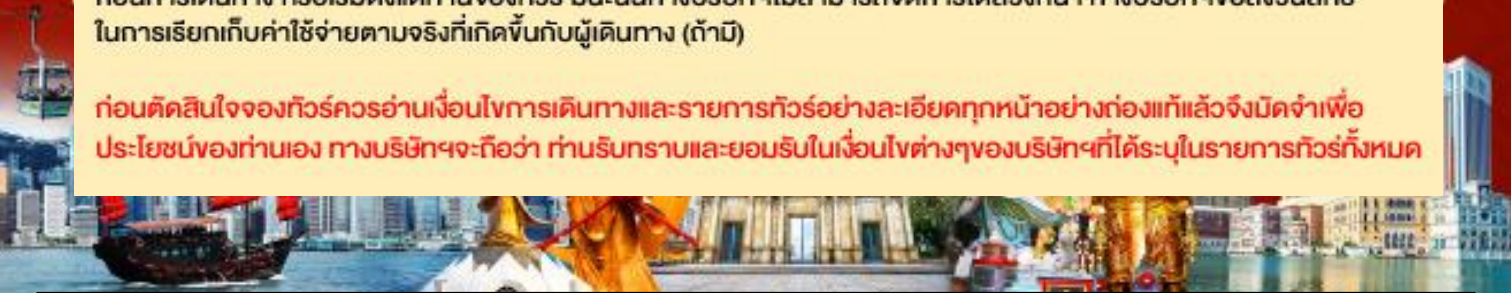 ในการเรียกเก็บค่าใช้จ่ายตามจริงที่เกิดขึ้นกับผู้เดินทาง (ถ้ามี)
ก่อนตัดสินใจจองทัวร์ควรอ่านเงื่อนไขการเดินทางและรายการทัวร์อย่างละเอียดทุกหน้าอย่างถ่องแท้แล้วจึงมัดจำเพื่อ
ประโยชน์ของท่านเอง ทางบริษัทฯจะถือว่า ท่านรับทราบและยอมรับในเงื่อนไขต่างๆของบริษัทฯที่ได้ระบุในรายการทัวร์ทั้งหมด